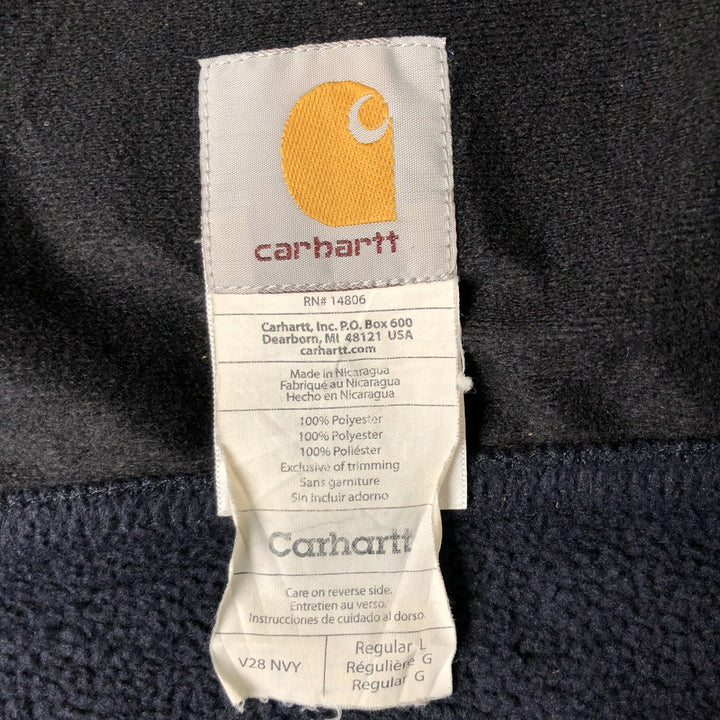 carhartt
RN# 14806
Carhartt, Inc. P.O. Box 600
Dearborn, MI 48121 USA
carhartt.com
Made in Nicaragua
Fabriqué au Nicaragua
Hecho en Nicaragua
100% Polyester
100% Polyester
100% Poliéster
Exclusive of trimming
Sans garniture
Sin incluir adorno
Carhartt
Care on reverse side.
Entretien au verso.
Instrucciones de cuidado al dorso.
V28 NVY
Regular L
Régulière G
Regular G